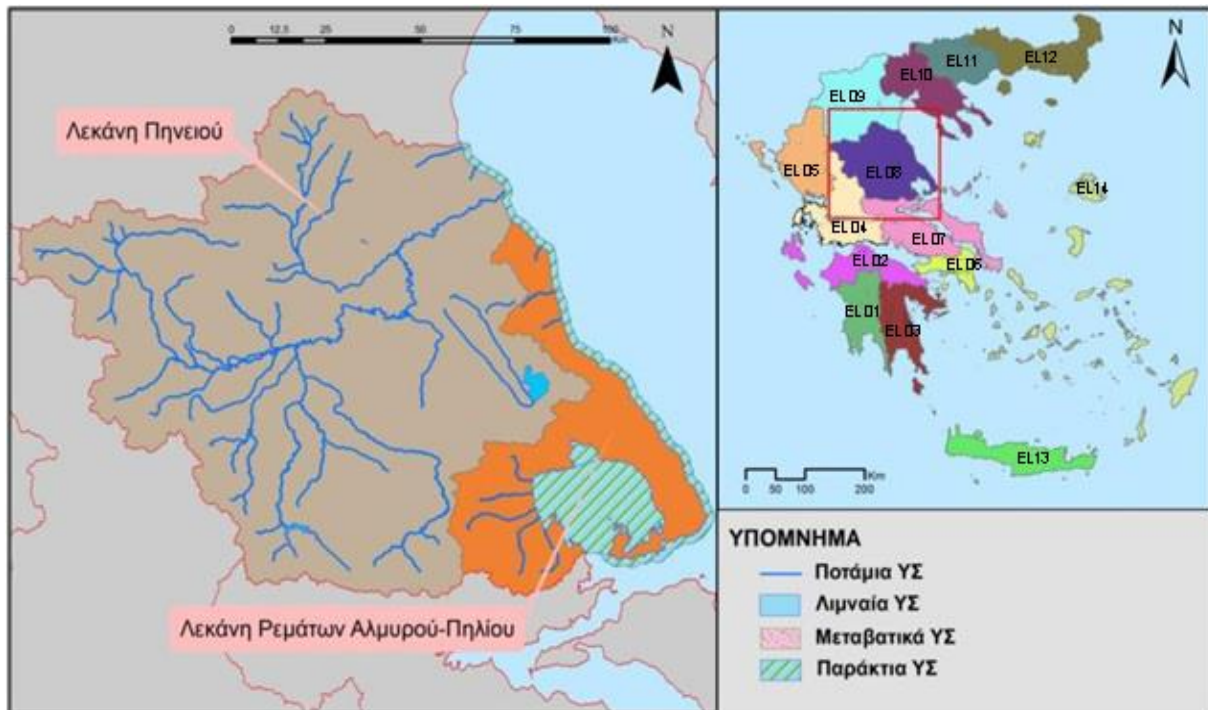 0 25 50 75 100
Km
N
Λεκάνη Πηνειού
Λεκάνη Ρεμάτων Αλμυρού-Πηλίου
N
EL12
EL11
EL10
EL09
EL05
EL08
EL14
EL04
EL07
EL02
EL06
EL01
EL03
EL13
0 50 100 200
Km
ΥΠΟΜΝΗΜΑ
Ποτάμια ΥΣ
Λιμναία ΥΣ
Μεταβατικά ΥΣ
Παράκτια ΥΣ